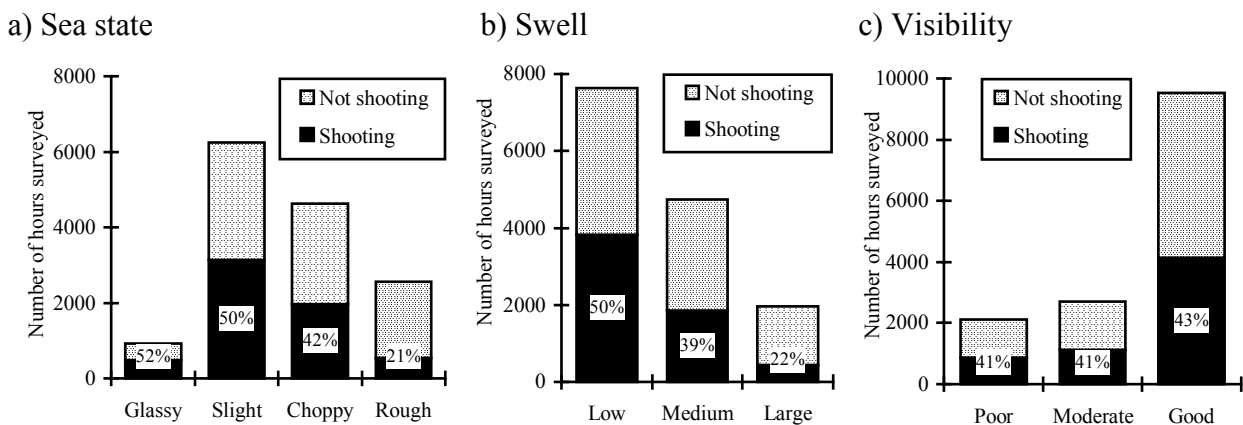 a) Sea state
8000
6000
4000
2000
0
Number of hours surveyed
Not shooting
Shooting
52%
50%
42%
21%
Glassy Slight Choppy Rough
b) Swell
8000
6000
4000
2000
0
Number of hours surveyed
Not shooting
Shooting
50%
39%
22%
Low Medium Large
c) Visibility
10000
8000
6000
4000
2000
0
Number of hours surveyed
Not shooting
Shooting
41%
41%
43%
Poor Moderate Good